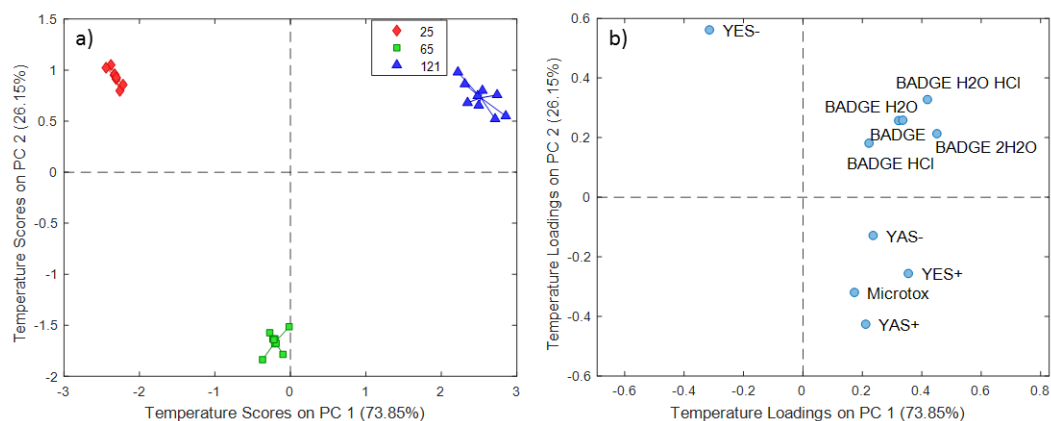 a)
25
65
121
1.5
1
0.5
0
-0.5
-1
-1.5
-2
-3
-2
-1
0
1
2
3
Temperature Scores on PC 2 (26.15%)
Temperature Scores on PC 1 (73.85%)
b)
YES-
BADGE H2O HCl
BADGE H2O
BADGE
BADGE 2H2O
BADGE HCl
YAS-
YES+
Microtox
YAS+
0.6
0.4
0.2
0
-0.2
-0.4
-0.6
-0.6
-0.4
-0.2
0
0.2
0.4
0.6
0.8
Temperature Loadings on PC 2 (26.15%)
Temperature Loadings on PC 1 (73.85%)